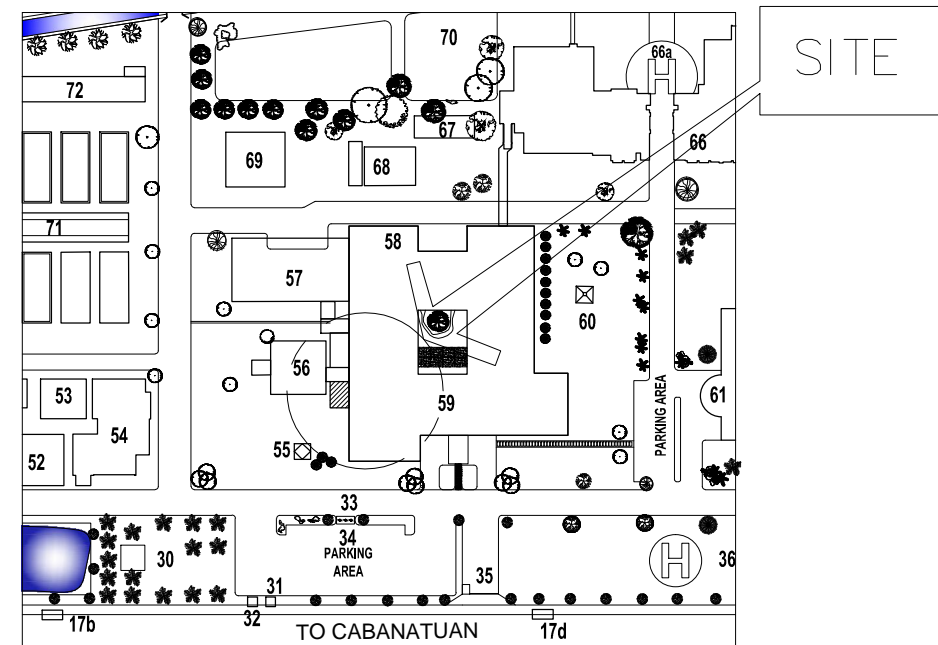 SITE
70
66a
H
72
67
66
69
68
71
58
57
60
56
59
53
54
61
PARKING AREA
52
55
33
34
PARKING
AREA
30
H
36
31
35
32
17b
17d
TO CABANATUAN